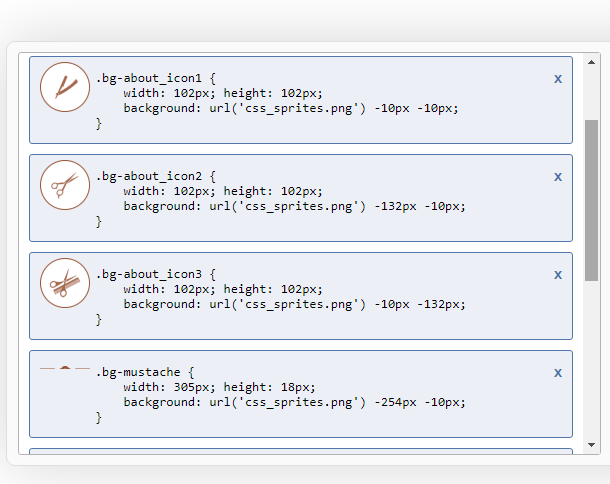 .bg-about_icon1 {
x
width: 102px; height: 102px;
background: url('css_sprites.png') -10px -10px;
}
.bg-about_icon2 {
x
width: 102px; height: 102px;
background: url('css_sprites.png') -132px -10px;
}
.bg-about_icon3 {
x
width: 102px; height: 102px;
background: url('css_sprites.png') -10px -132px;
}
.bg-mustache {
x
width: 305px; height: 18px;
background: url('css_sprites.png') -254px -10px;
}